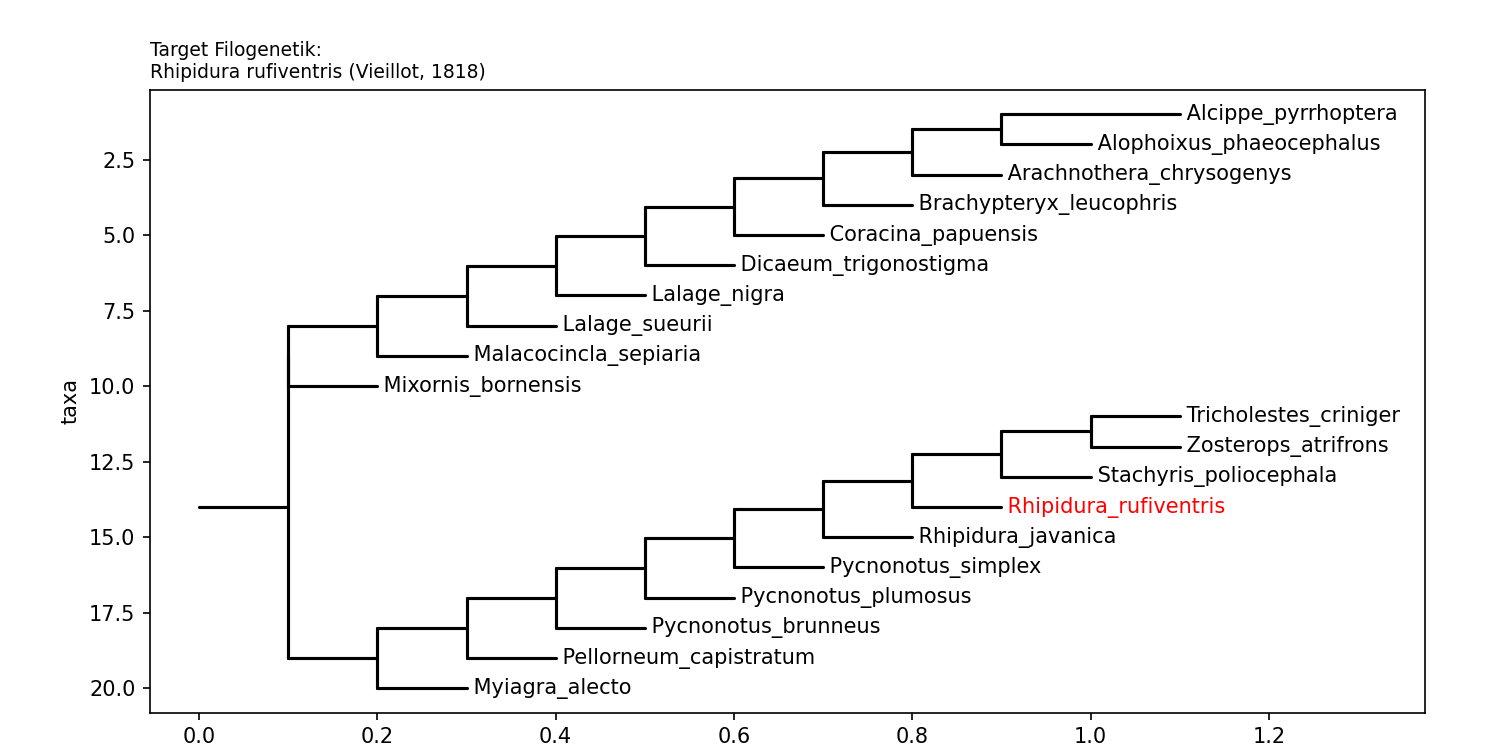 Target Filogenetik:
Rhipidura rufiventris (Vieillot, 1818)
Alcippe_pyrrhoptera
Alophoixus_phaeocephalus
2.5
Arachnothera_chrysogenys
Brachypteryx_leucophris
5.0
Coracina_papuensis
Dicaeum_trigonostigma
Lalage_nigra
7.5
Lalage_sueurii
Malacocincla_sepiaria
taxa
10.0
Mixornis_bornensis
Tricholestes_criniger
Zosterops_atrifrons
12.5
Stachyris_poliocephala
Rhipidura_rufiventris
15.0
Rhipidura_javanica
Pycnonotus_simplex
Pycnonotus_plumosus
17.5
Pycnonotus_brunneus
Pellorneum_capistratum
20.0
Myiagra_alecto
0.0 0.2 0.4 0.6 0.8 1.0 1.2